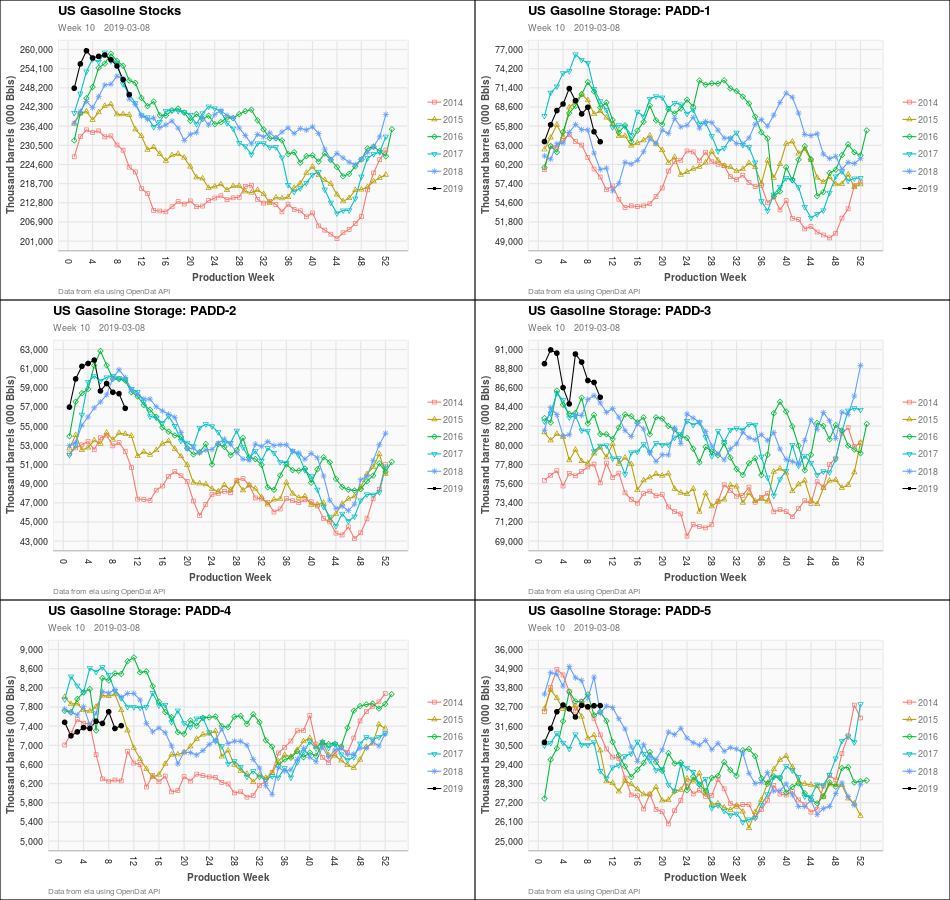 US Gasoline Stocks
Week 10 2019-03-08
Thousand barrels (000 Bbls)
260,000
254,100
248,200
242,300
236,400
230,500
224,600
218,700
212,800
206,900
201,000
0 4 8 12 16 20 24 28 32 36 40 44 48 52
Production Week
Data from eia using OpenDat API
2014
2015
2016
2017
2018
2019
US Gasoline Storage: PADD-1
Week 10 2019-03-08
Thousand barrels (000 Bbls)
77,000
74,200
71,400
68,600
65,800
63,000
60,200
57,400
54,600
51,800
49,000
0 4 8 12 16 20 24 28 32 36 40 44 48 52
Production Week
Data from eia using OpenDat API
2014
2015
2016
2017
2018
2019
US Gasoline Storage: PADD-2
Week 10 2019-03-08
Thousand barrels (000 Bbls)
63,000
61,000
59,000
57,000
55,000
53,000
51,000
49,000
47,000
45,000
43,000
0 4 8 12 16 20 24 28 32 36 40 44 48 52
Production Week
Data from eia using OpenDat API
2014
2015
2016
2017
2018
2019
US Gasoline Storage: PADD-3
Week 10 2019-03-08
Thousand barrels (000 Bbls)
91,000
88,800
86,600
84,400
82,200
80,000
77,800
75,600
73,400
71,200
69,000
0 4 8 12 16 20 24 28 32 36 40 44 48 52
Production Week
Data from eia using OpenDat API
2014
2015
2016
2017
2018
2019
US Gasoline Storage: PADD-4
Week 10 2019-03-08
Thousand barrels (000 Bbls)
9,000
8,600
8,200
7,800
7,400
7,000
6,600
6,200
5,800
5,400
5,000
0 4 8 12 16 20 24 28 32 36 40 44 48 52
Production Week
Data from eia using OpenDat API
2014
2015
2016
2017
2018
2019
US Gasoline Storage: PADD-5
Week 10 2019-03-08
Thousand barrels (000 Bbls)
36,000
34,900
33,800
32,700
31,600
30,500
29,400
28,300
27,200
26,100
25,000
0 4 8 12 16 20 24 28 32 36 40 44 48 52
Production Week
Data from eia using OpenDat API
2014
2015
2016
2017
2018
2019